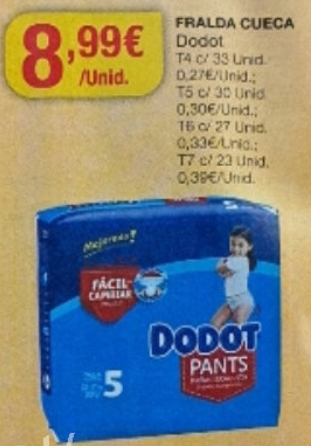 8,99€
/Unid.
FRALDA CUECA
Dodot
T4 c/ 33 Unid.
0,27€/Unid.;
T5 c/ 30 Unid.
0,30€/Unid.;
T6 c/ 27 Unid.
0,33€/Unid.;
T7 c/ 23 Unid.
0,39€/Unid.
Mejorado!
FÁCIL-
CAMBIAR
DODOT
PANTS
5